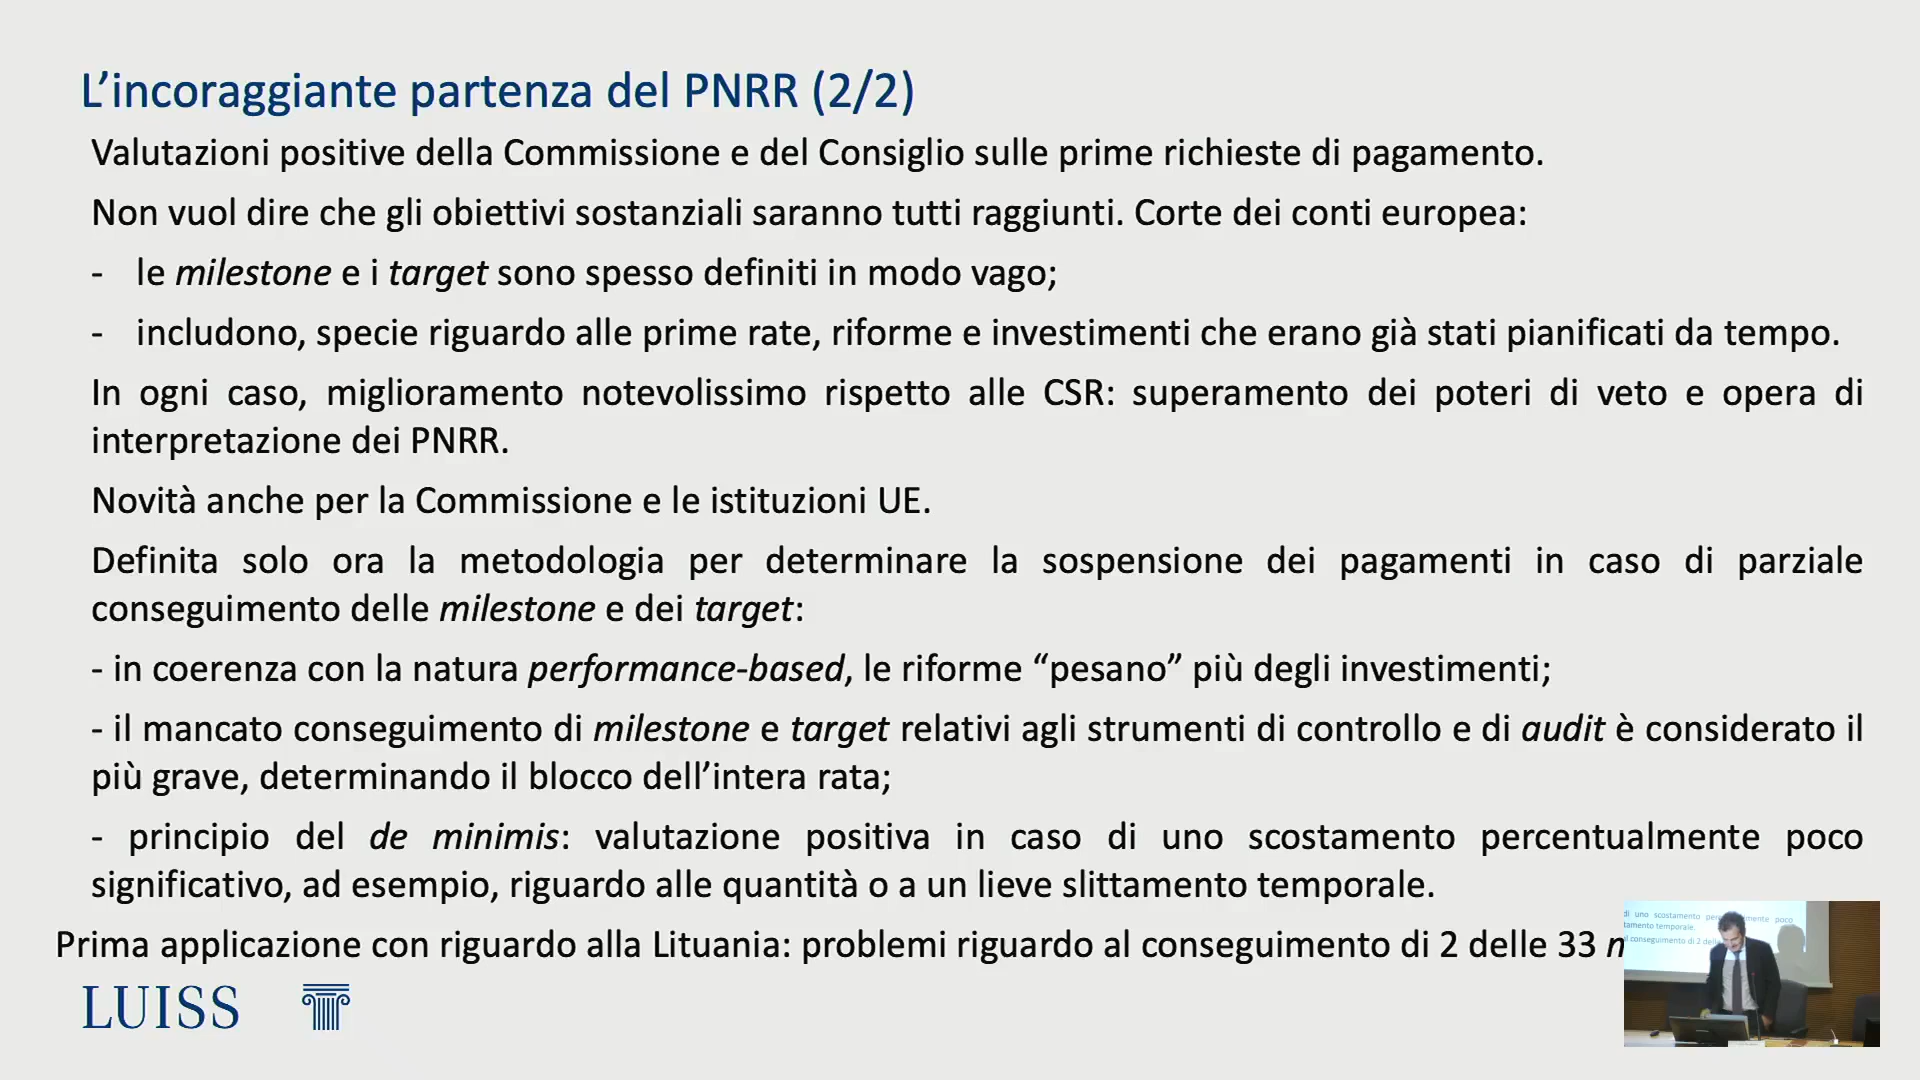 L’incoraggiante partenza del PNRR (2/2)
Valutazioni positive della Commissione e del Consiglio sulle prime richieste di pagamento.
Non vuol dire che gli obiettivi sostanziali saranno tutti raggiunti. Corte dei conti europea:
- le milestone e i target sono spesso definiti in modo vago;
- includono, specie riguardo alle prime rate, riforme e investimenti che erano già stati pianificati da tempo.
In ogni caso, miglioramento notevolissimo rispetto alle CSR: superamento dei poteri di veto e opera di
interpretazione dei PNRR.
Novità anche per la Commissione e le istituzioni UE.
Definita solo ora la metodologia per determinare la sospensione dei pagamenti in caso di parziale
conseguimento delle milestone e dei target:
- in coerenza con la natura performance-based, le riforme “pesano” più degli investimenti;
- il mancato conseguimento di milestone e target relativi agli strumenti di controllo e di audit è considerato il
più grave, determinando il blocco dell’intera rata;
- principio del de minimis: valutazione positiva in caso di uno scostamento percentualmente poco
significativo, ad esempio, riguardo alle quantità o a un lieve slittamento temporale.
Prima applicazione con riguardo alla Lituania: problemi riguardo al conseguimento di 2 delle 33
LUISS
di uno scostamento poco
temporale.
conseguimento di 2